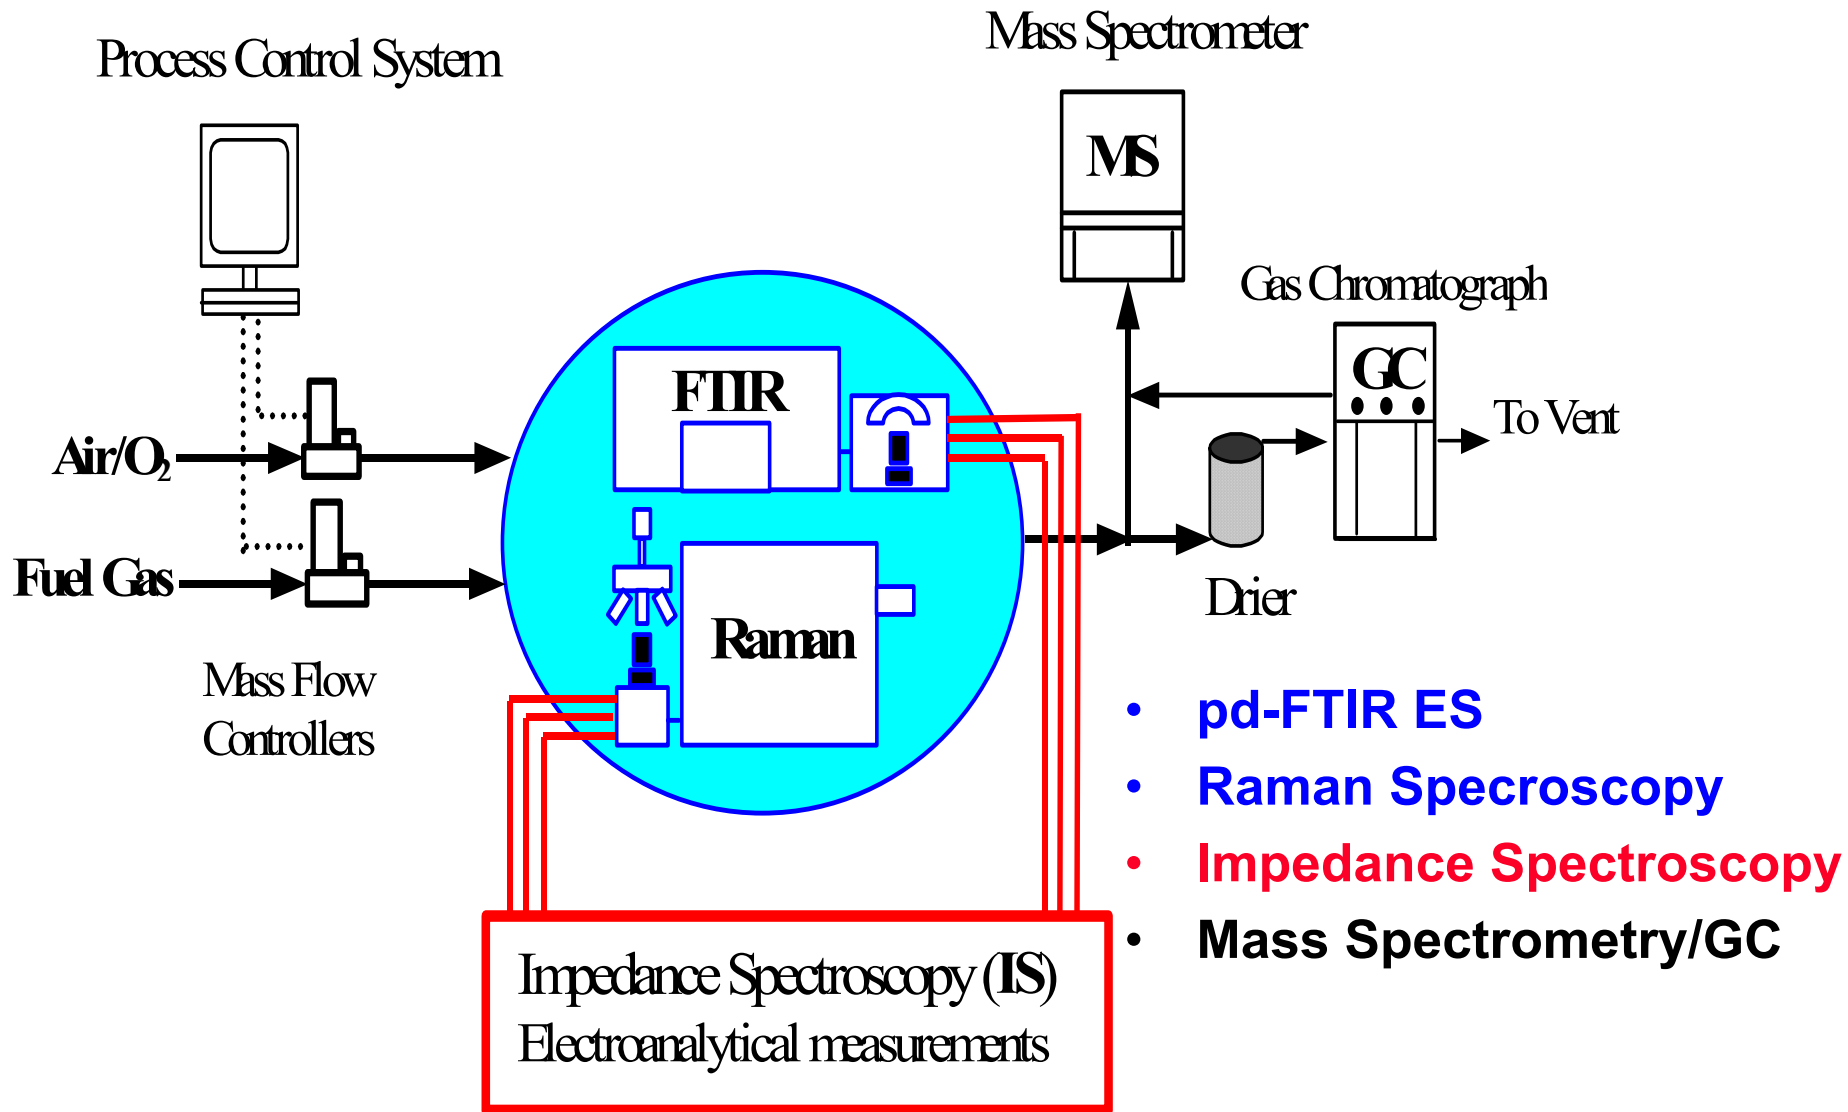 Process Control System
Mass Spectrometer
MS
Gas Chromatograph
GC
To Vent
FTIR
Air/O₂
Fuel Gas
Drier
Raman
Mass Flow
Controllers
• pd-FTIR ES
• Raman Specroscopy
• Impedance Spectroscopy
• Mass Spectrometry/GC
Impedance Spectroscopy (IS)
Electroanalytical measurements